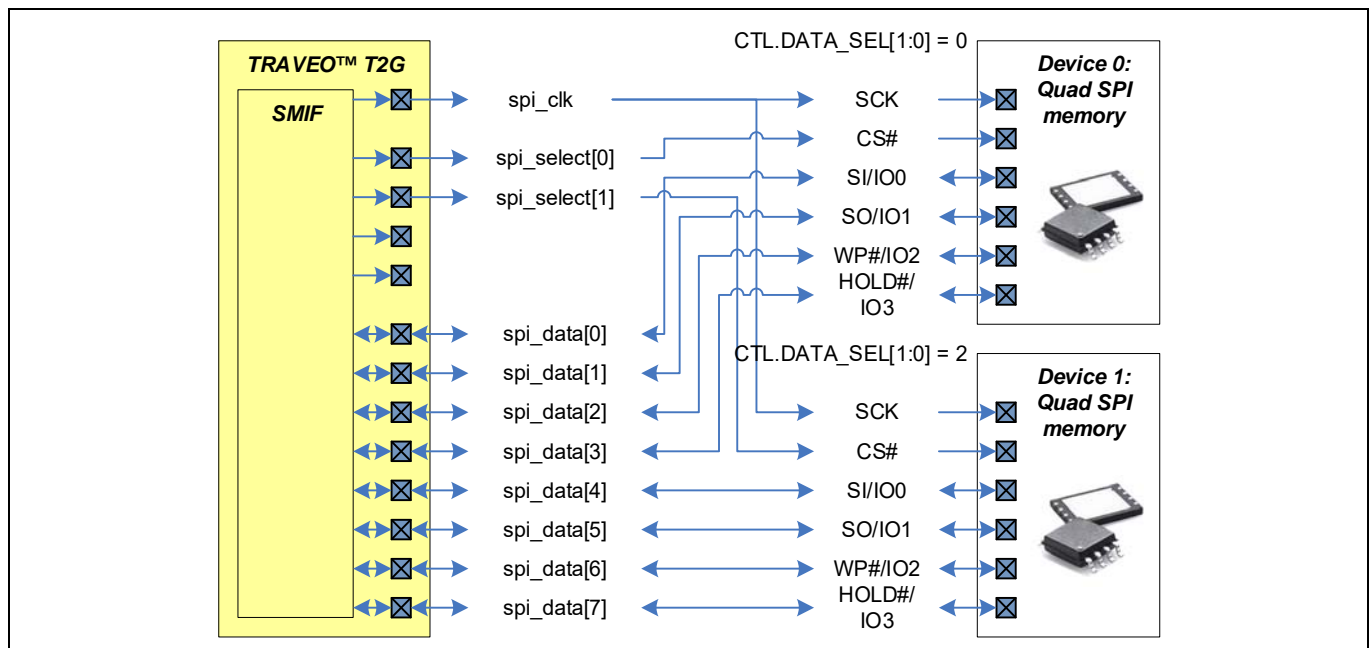 TRAVEO™ T2G
SMIF
spi_clk
spi_select[0]
spi_select[1]
spi_data[0]
spi_data[1]
spi_data[2]
spi_data[3]
spi_data[4]
spi_data[5]
spi_data[6]
spi_data[7]
CTL.DATA_SEL[1:0] = 0
SCK
CS#
SI/IO0
SO/IO1
WP#/IO2
HOLD#/
IO3
Device 0:
Quad SPI
memory
CTL.DATA_SEL[1:0] = 2
SCK
CS#
SI/IO0
SO/IO1
WP#/IO2
HOLD#/
IO3
Device 1:
Quad SPI
memory